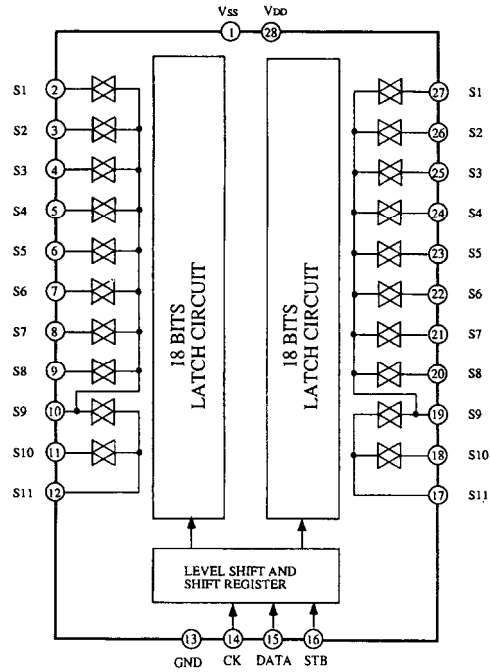 VSS VDD
1 28
S1 2 27 S1
S2 3 26 S2
S3 4 25 S3
S4 5 24 S4
S5 6 23 S5
S6 7 22 S6
S7 8 21 S7
S8 9 20 S8
S9 10 19 S9
S10 11 18 S10
S11 12 17 S11
18 BITS
LATCH CIRCUIT
18 BITS
LATCH CIRCUIT
LEVEL SHIFT AND
SHIFT REGISTER
13 14 15 16
GND CK DATA STB